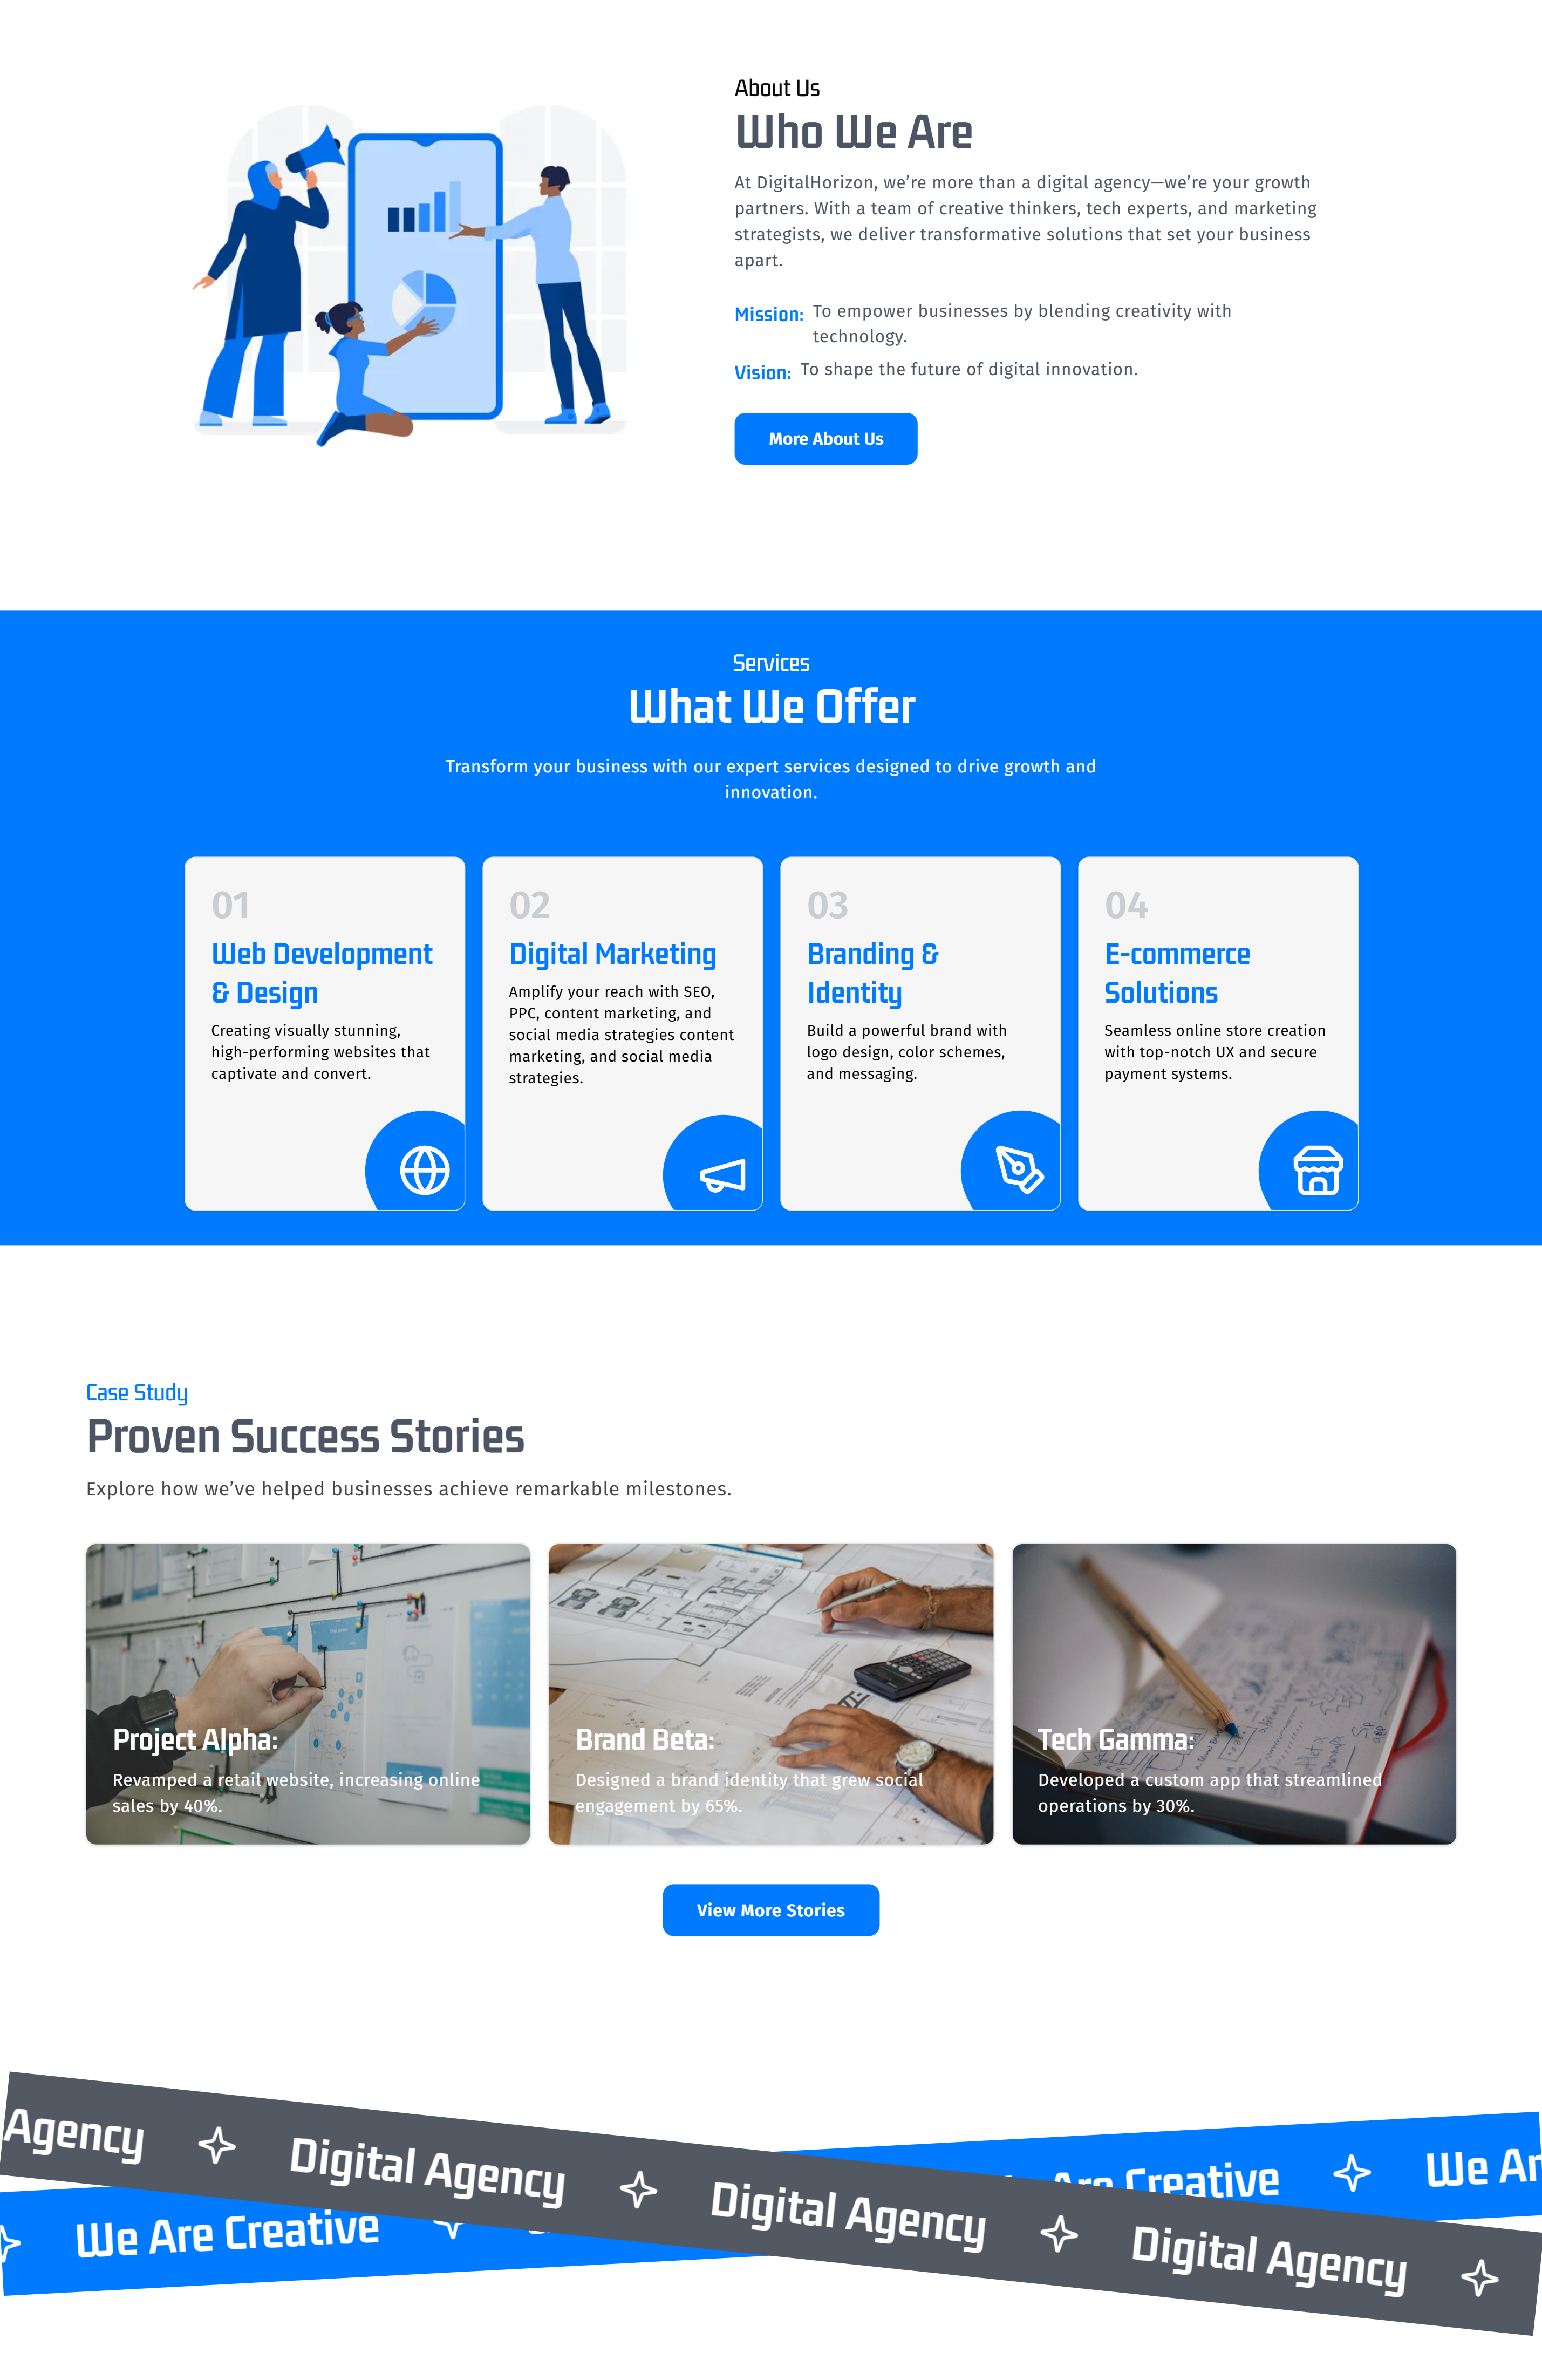 About Us
Who We Are
At DigitalHorizon, we’re more than a digital agency—we’re your growth
partners. With a team of creative thinkers, tech experts, and marketing
strategists, we deliver transformative solutions that set your business
apart.
Mission: To empower businesses by blending creativity with
technology.
Vision: To shape the future of digital innovation.
More About Us
Services
What We Offer
Transform your business with our expert services designed to drive growth and
innovation.
01
Web Development
& Design
Creating visually stunning,
high-performing websites that
captivate and convert.
02
Digital Marketing
Amplify your reach with SEO,
PPC, content marketing, and
social media strategies content
marketing, and social media
strategies.
03
Branding &
Identity
Build a powerful brand with
logo design, color schemes,
and messaging.
04
E-commerce
Solutions
Seamless online store creation
with top-notch UX and secure
payment systems.
Case Study
Proven Success Stories
Explore how we’ve helped businesses achieve remarkable milestones.
Project Alpha:
Revamped a retail website, increasing online
sales by 40%.
Brand Beta:
Designed a brand identity that grew social
engagement by 65%.
Tech Gamma:
Developed a custom app that streamlined
operations by 30%.
View More Stories
Agency Digital Agency Digital Agency Digital Agency
We Are Creative Are Creative We Ar